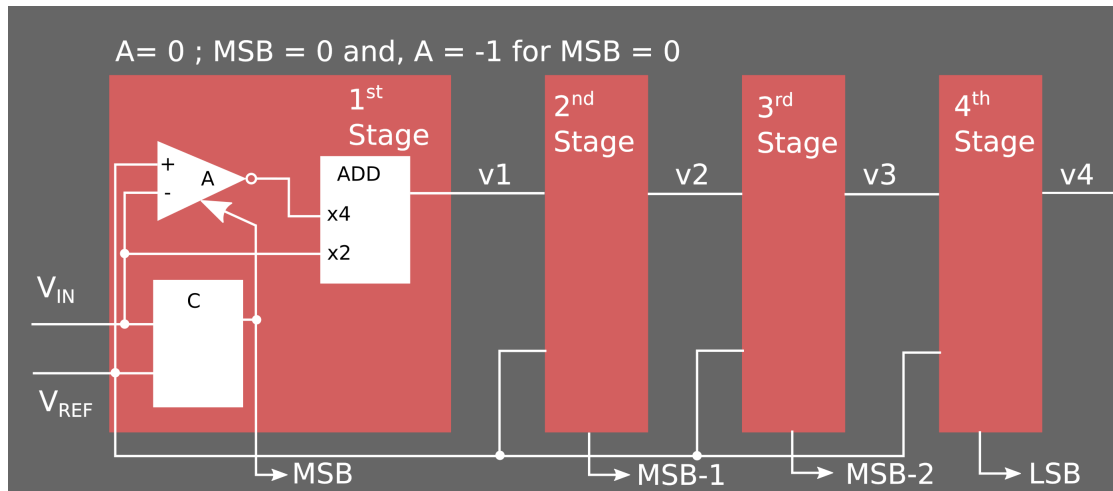 A= 0 ; MSB = 0 and, A = -1 for MSB = 0
1st
Stage
2nd
Stage
3rd
Stage
4th
Stage
+
-
A
ADD
x4
x2
v1
v2
v3
v4
C
VIN
VREF
MSB
MSB-1
MSB-2
LSB